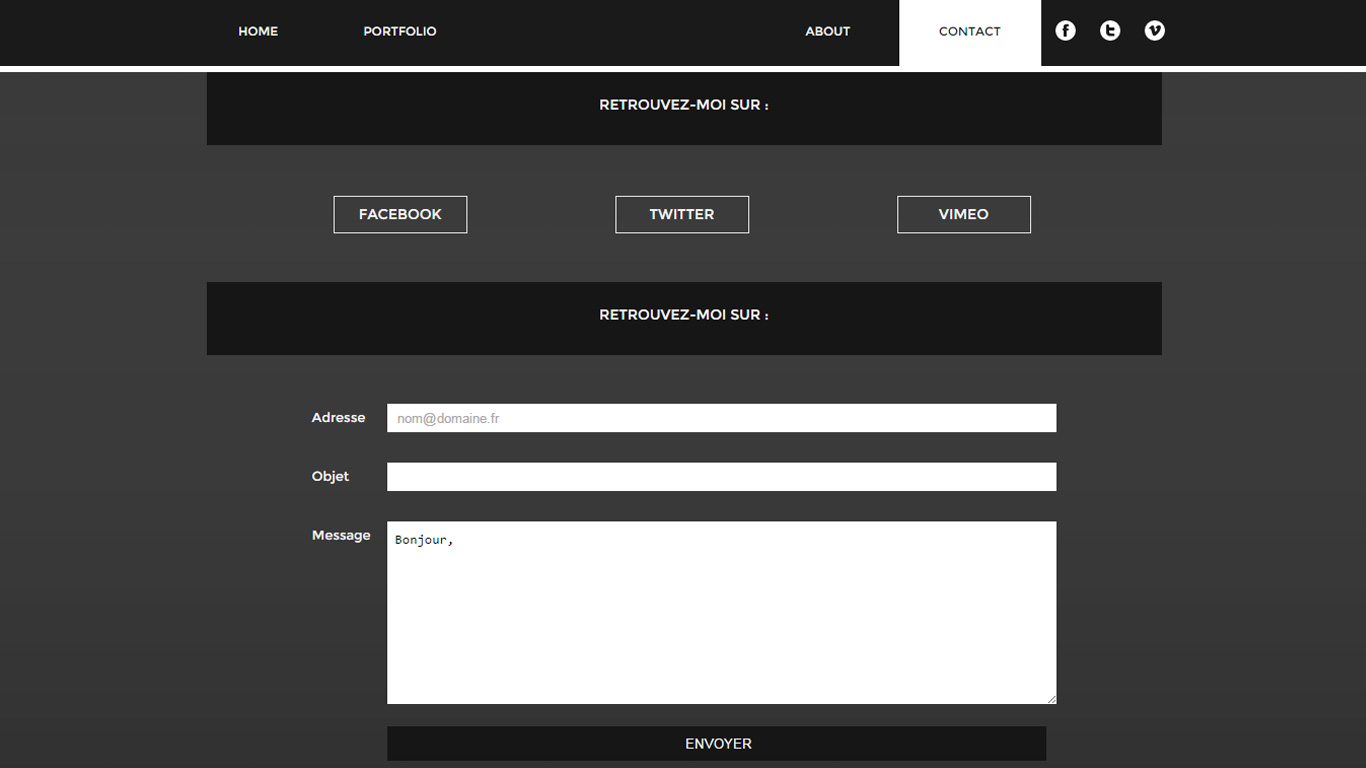 HOME PORTFOLIO ABOUT CONTACT
RETROUVEZ-MOI SUR :
FACEBOOK TWITTER VIMEO
RETROUVEZ-MOI SUR :
Adresse nom@domaine.fr
Objet
Message Bonjour,
ENVOYER